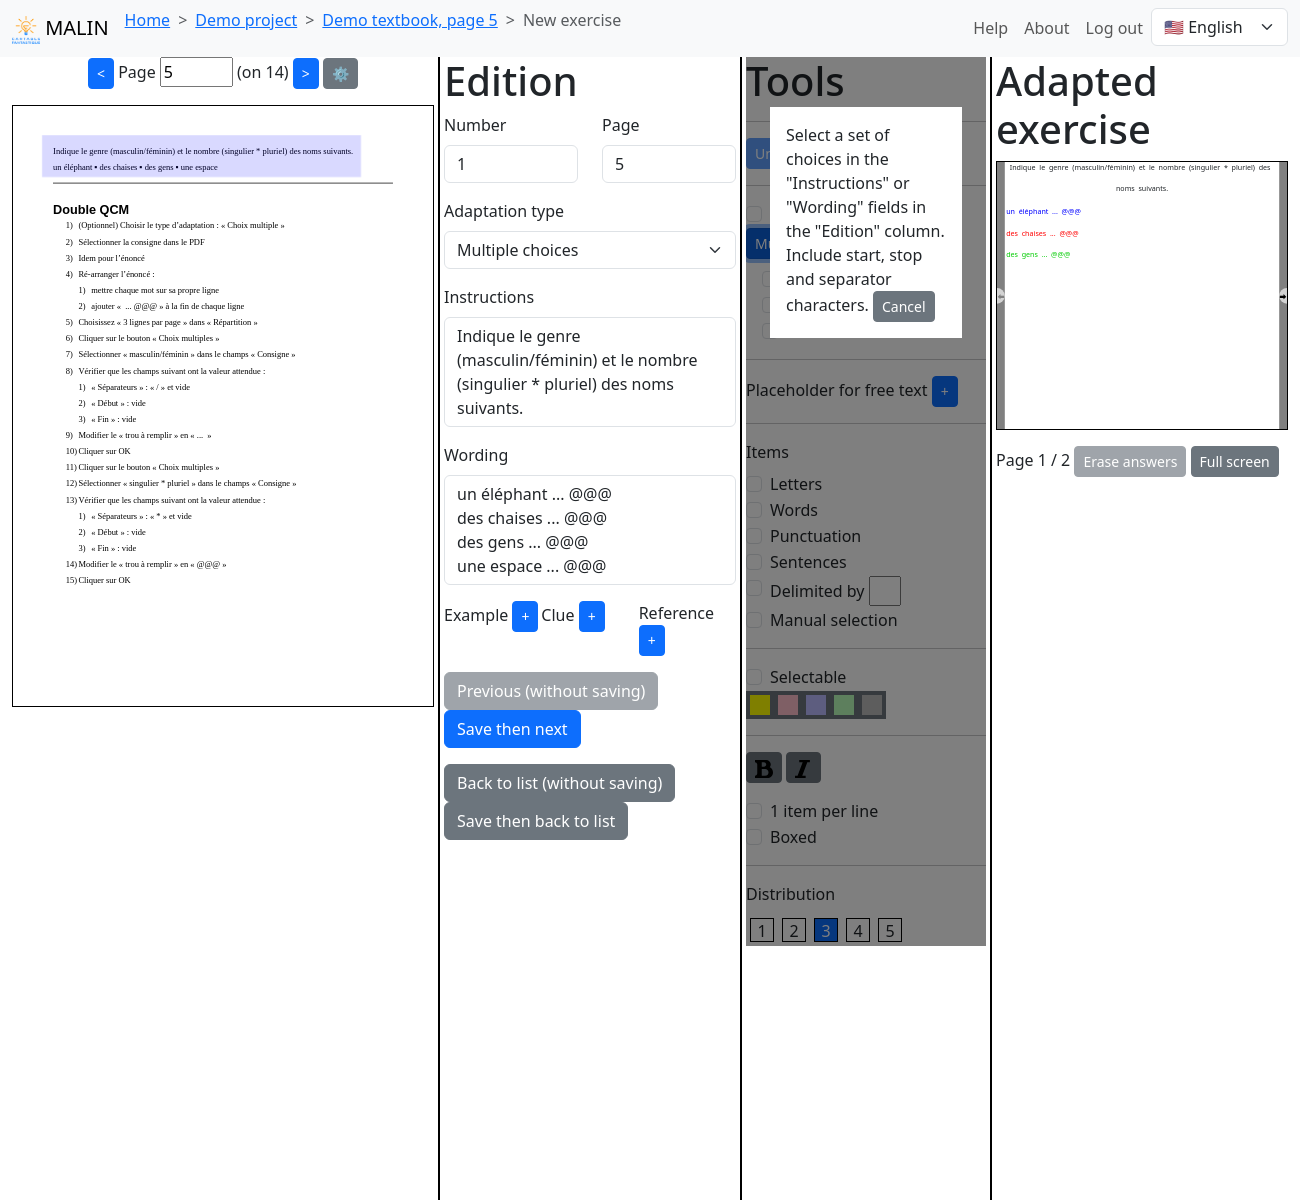 MALIN
Home > Demo project > Demo textbook, page 5 > New exercise
Help About Log out 🇺🇸 English
< Page 5 (on 14) > ⚙️
Indique le genre (masculin/féminin) et le nombre (singulier * pluriel) des noms suivants.
un éléphant • des chaises • des gens • une espace
Double QCM
1) (Optionnel) Choisir le type d’adaptation : « Choix multiple »
2) Sélectionner la consigne dans le PDF
3) Idem pour l’énoncé
4) Ré-arranger l’énoncé :
1) mettre chaque mot sur sa propre ligne
2) ajouter « ... @@@ » à la fin de chaque ligne
5) Choisissez « 3 lignes par page » dans « Répartition »
6) Cliquer sur le bouton « Choix multiples »
7) Sélectionner « masculin/féminin » dans le champs « Consigne »
8) Vérifier que les champs suivant ont la valeur attendue :
1) « Séparateurs » : « / » et vide
2) « Début » : vide
3) « Fin » : vide
9) Modifier le « trou à remplir » en « ... »
10) Cliquer sur OK
11) Cliquer sur le bouton « Choix multiples »
12) Sélectionner « singulier * pluriel » dans le champs « Consigne »
13) Vérifier que les champs suivant ont la valeur attendue :
1) « Séparateurs » : « * » et vide
2) « Début » : vide
3) « Fin » : vide
14) Modifier le « trou à remplir » en « @@@ »
15) Cliquer sur OK
Edition
Number Page
1 5
Adaptation type
Multiple choices
Instructions
Indique le genre
(masculin/féminin) et le nombre
(singulier * pluriel) des noms
suivants.
Wording
un éléphant ... @@@
des chaises ... @@@
des gens ... @@@
une espace ... @@@
Example + Clue + Reference
+
Previous (without saving)
Save then next
Back to list (without saving)
Save then back to list
Tools
Select a set of
choices in the
"Instructions" or
"Wording" fields in
the "Edition" column.
Include start, stop
and separator
characters. Cancel
Placeholder for free text +
Items
Letters
Words
Punctuation
Sentences
Delimited by
Manual selection
Selectable
B I
1 item per line
Boxed
Distribution
1 2 3 4 5
Adapted
exercise
Indique le genre (masculin/féminin) et le nombre (singulier * pluriel) des
noms suivants.
un éléphant ... @@@
des chaises ... @@@
des gens ... @@@
Page 1 / 2 Erase answers Full screen